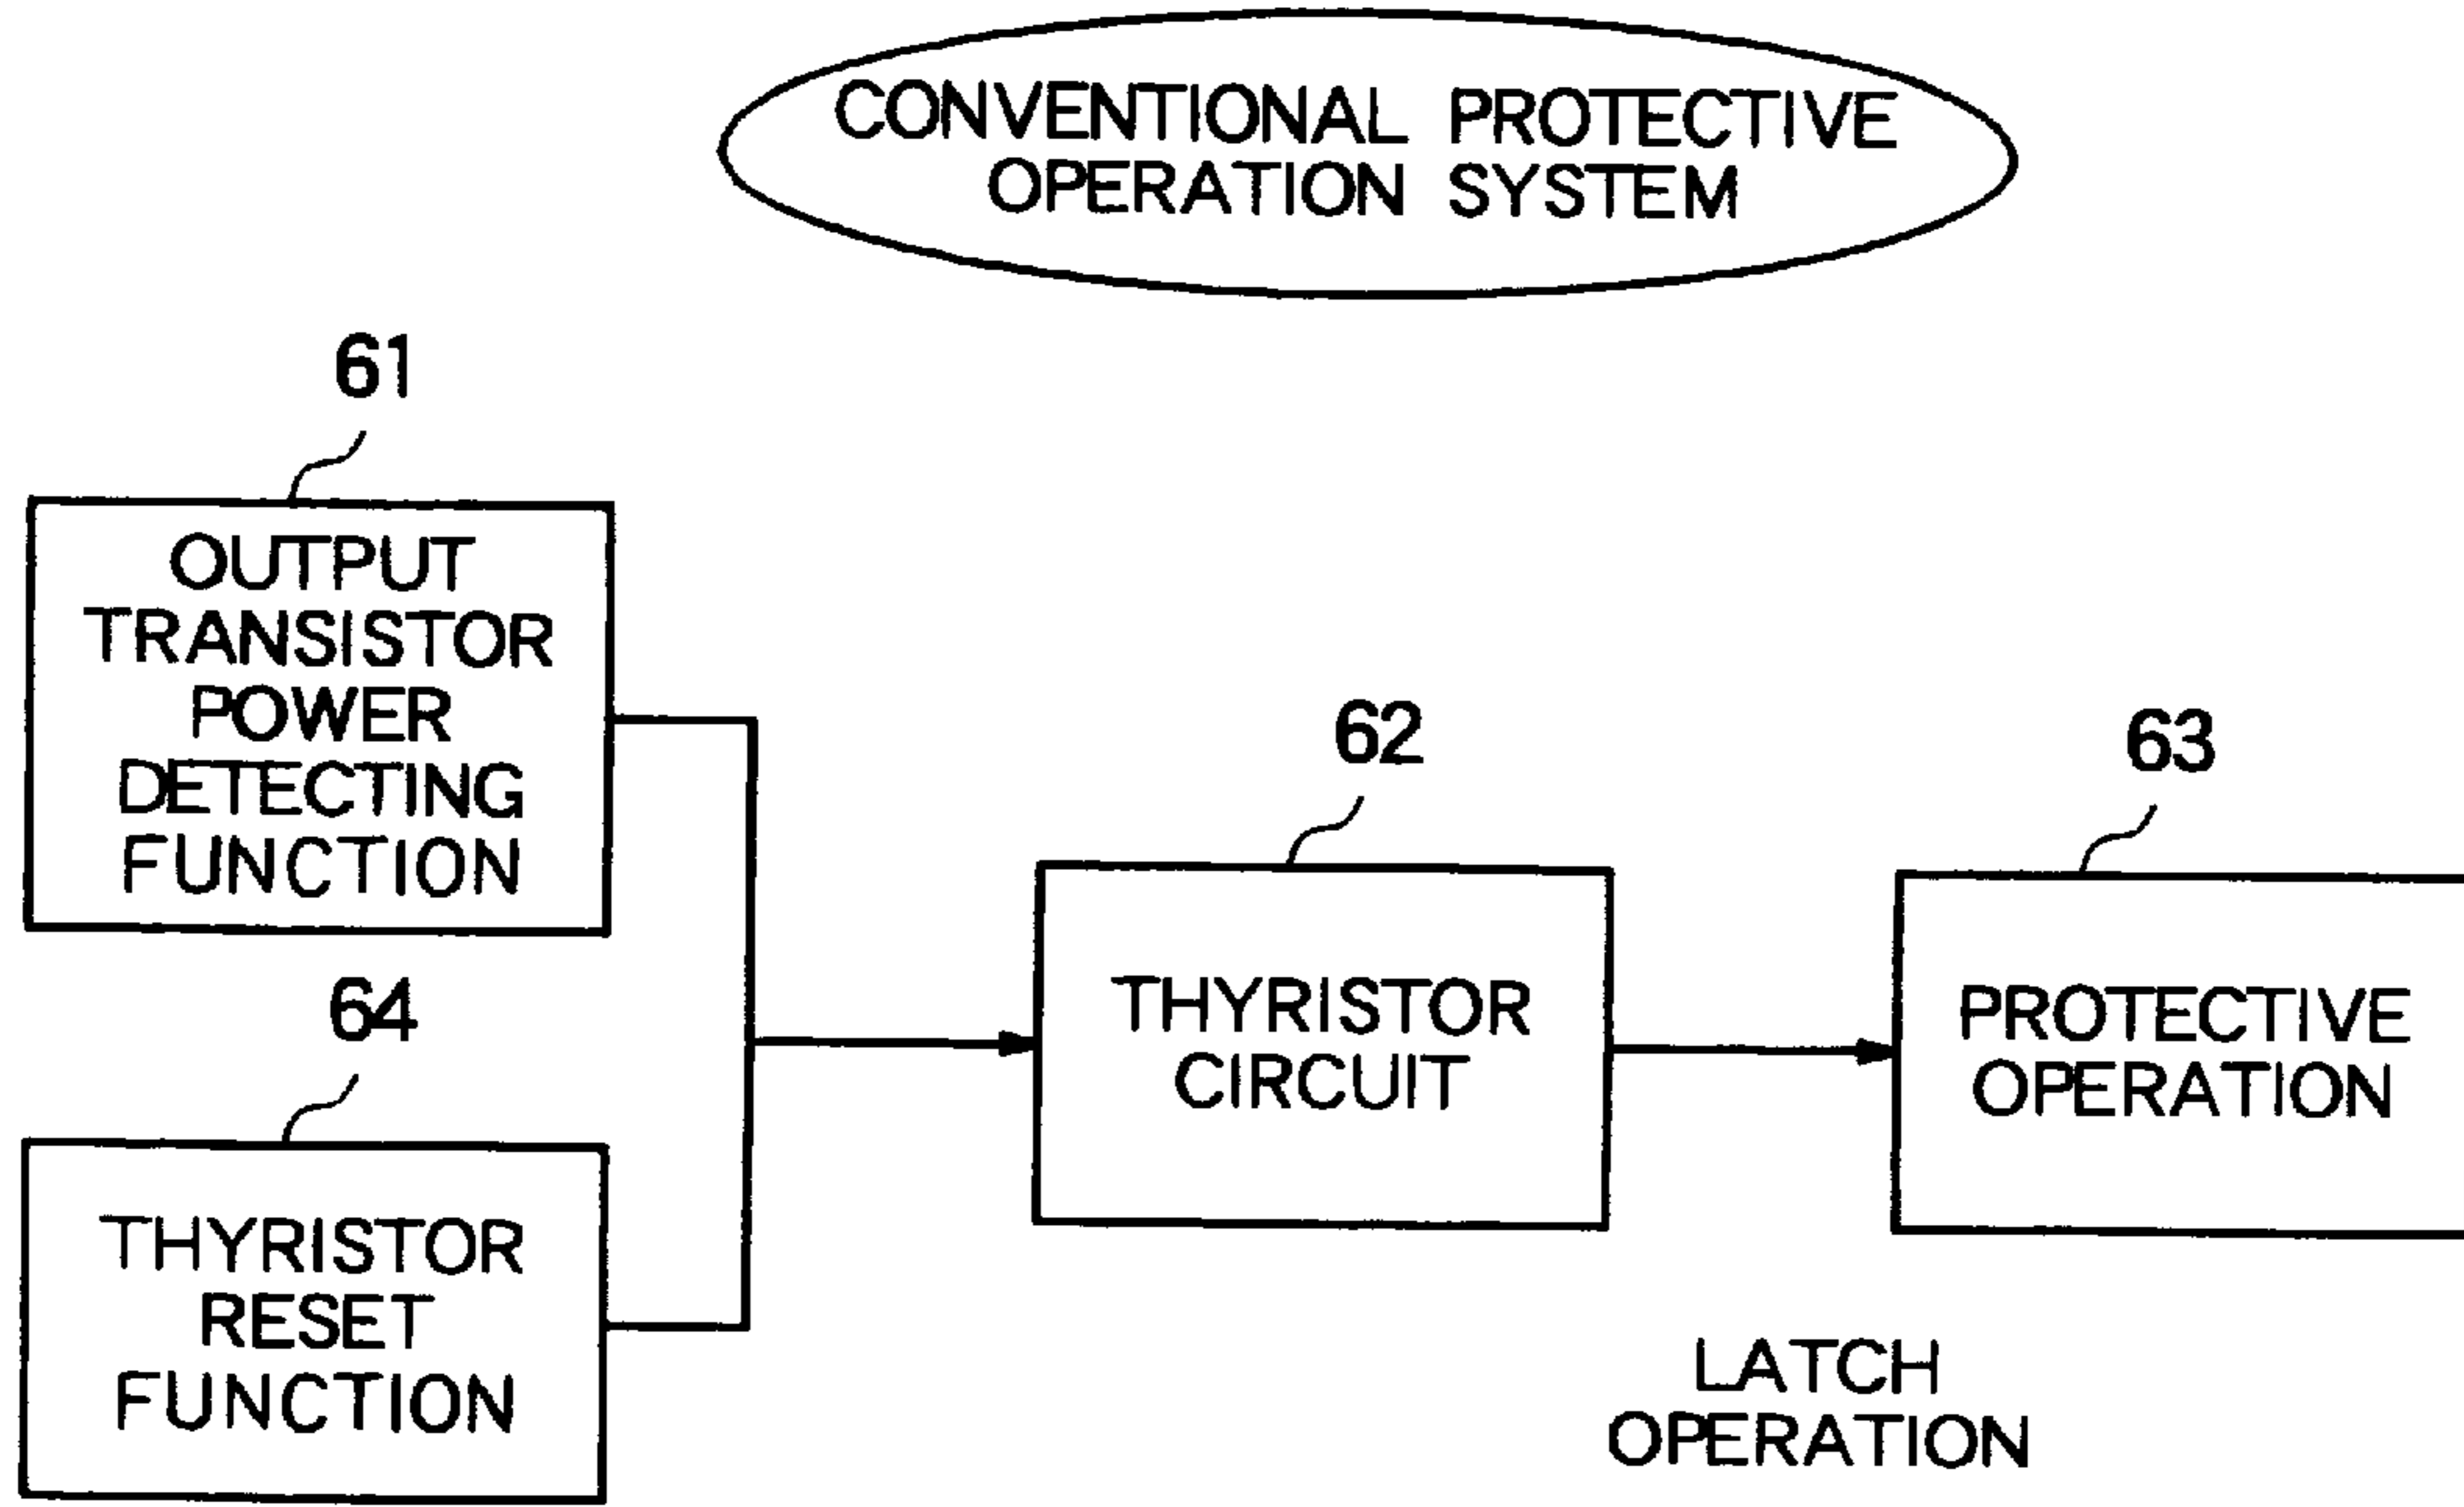 CONVENTIONAL PROTECTIVE
OPERATION SYSTEM
61
OUTPUT
TRANSISTOR
POWER
DETECTING
FUNCTION
62
THYRISTOR
CIRCUIT
63
PROTECTIVE
OPERATION
64
THYRISTOR
RESET
FUNCTION
LATCH
OPERATION